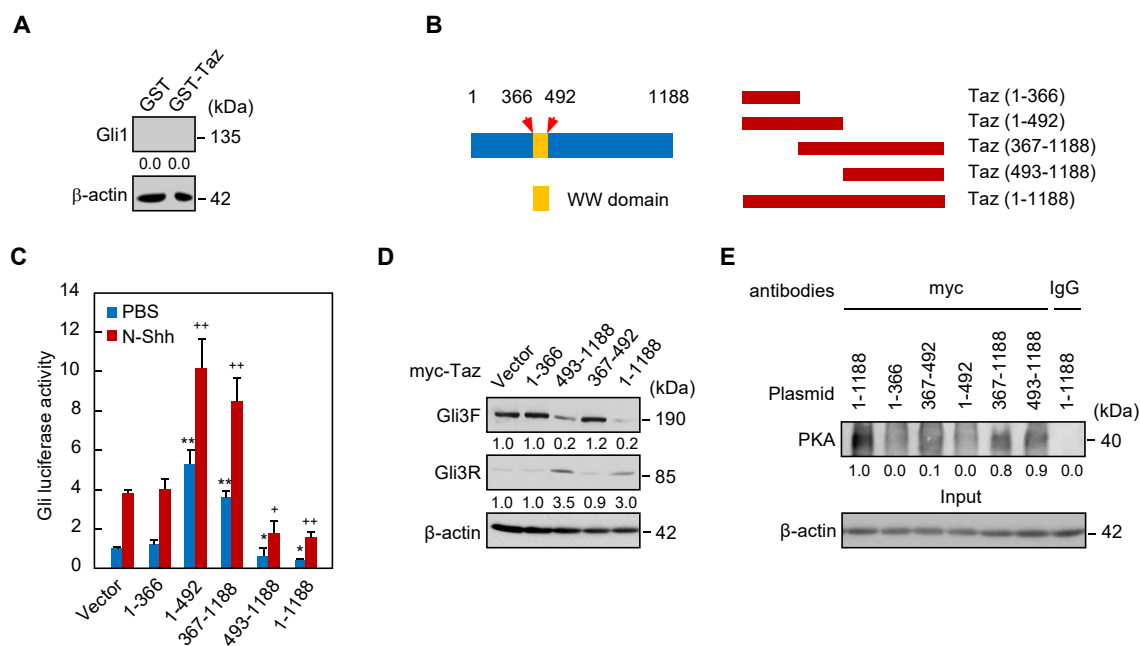 A
GST
GST-Taz
(kDa)
Gli1
135
0.0 0.0
β-actin
42
B
1 366 492 1188
WW domain
Taz (1-366)
Taz (1-492)
Taz (367-1188)
Taz (493-1188)
Taz (1-1188)
C
Gli luciferase activity
14
12
10
8
6
4
2
0
PBS
N-Shh
** ++
** ++
* +
* ++
Vector
1-366
1-492
367-1188
493-1188
1-1188
D
myc-Taz
Vector
1-366
493-1188
367-492
1-1188
(kDa)
Gli3F
190
1.0 1.0 0.2 1.2 0.2
Gli3R
85
1.0 1.0 3.5 0.9 3.0
β-actin
42
E
antibodies myc IgG
Plasmid
1-1188
1-366
367-492
1-492
367-1188
493-1188
1-1188
(kDa)
PKA
40
1.0 0.0 0.1 0.0 0.8 0.9 0.0
Input
β-actin
42